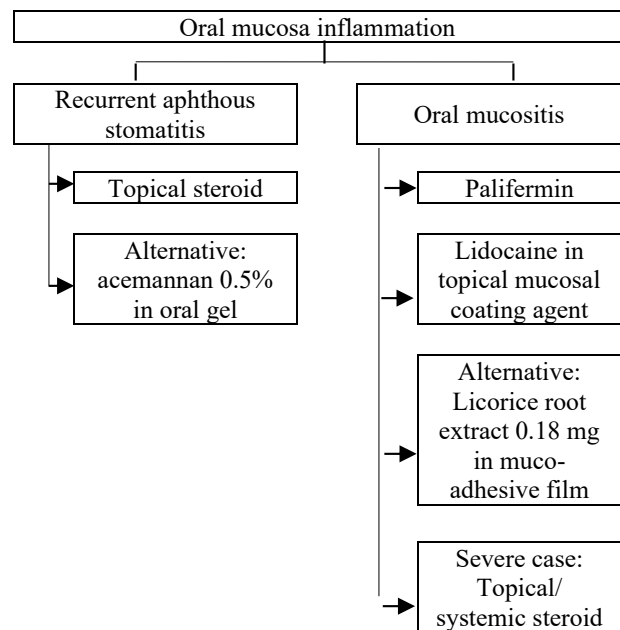 Oral mucosa inflammation
Recurrent aphthous
stomatitis
Topical steroid
Alternative:
acemannan 0.5%
in oral gel
Oral mucositis
Palifermin
Lidocaine in
topical mucosal
coating agent
Alternative:
Licorice root
extract 0.18 mg
in muco-
adhesive film
Severe case:
Topical/
systemic steroid